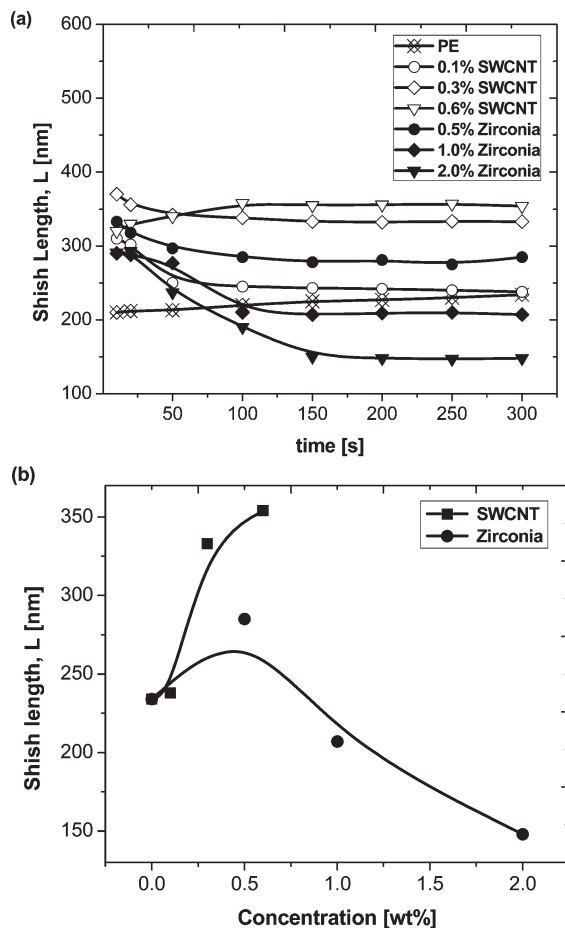 (a)
600
500
400
300
200
100
Shish Length, L [nm]
PE
0.1% SWCNT
0.3% SWCNT
0.6% SWCNT
0.5% Zirconia
1.0% Zirconia
2.0% Zirconia
50 100 150 200 250 300
time [s]
(b)
350
300
250
200
150
Shish length, L [nm]
SWCNT
Zirconia
0.0 0.5 1.0 1.5 2.0
Concentration [wt%]